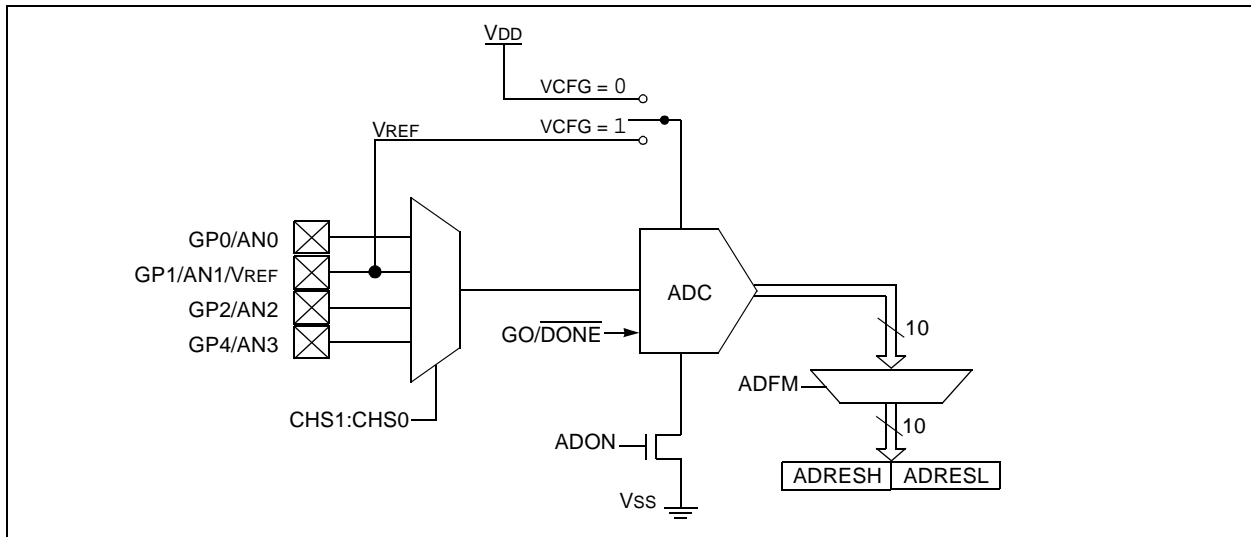 VDD
VCFG = 0
VCFG = 1
VREF
GP0/AN0
GP1/AN1/VREF
GP2/AN2
GP4/AN3
ADC
GO/DONE
10
ADFM
CHS1:CHS0
10
ADON
ADRESH ADRESL
VSS